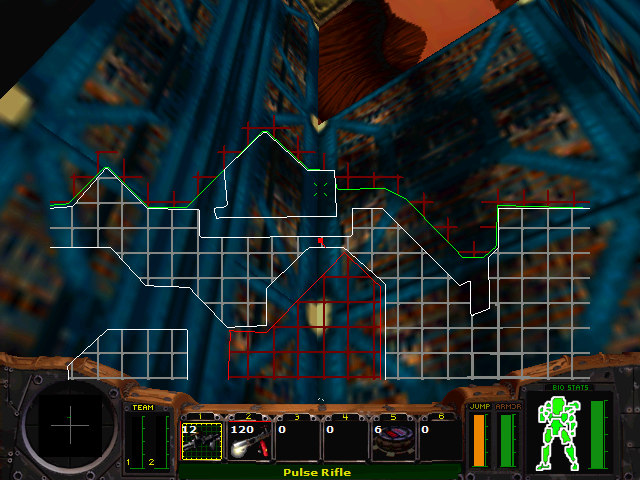 BIO STATS
TEAM
1 2 3 4 5 6
JUMP ARMOR
12 120 0 0 6 0
1 2
Pulse Rifle